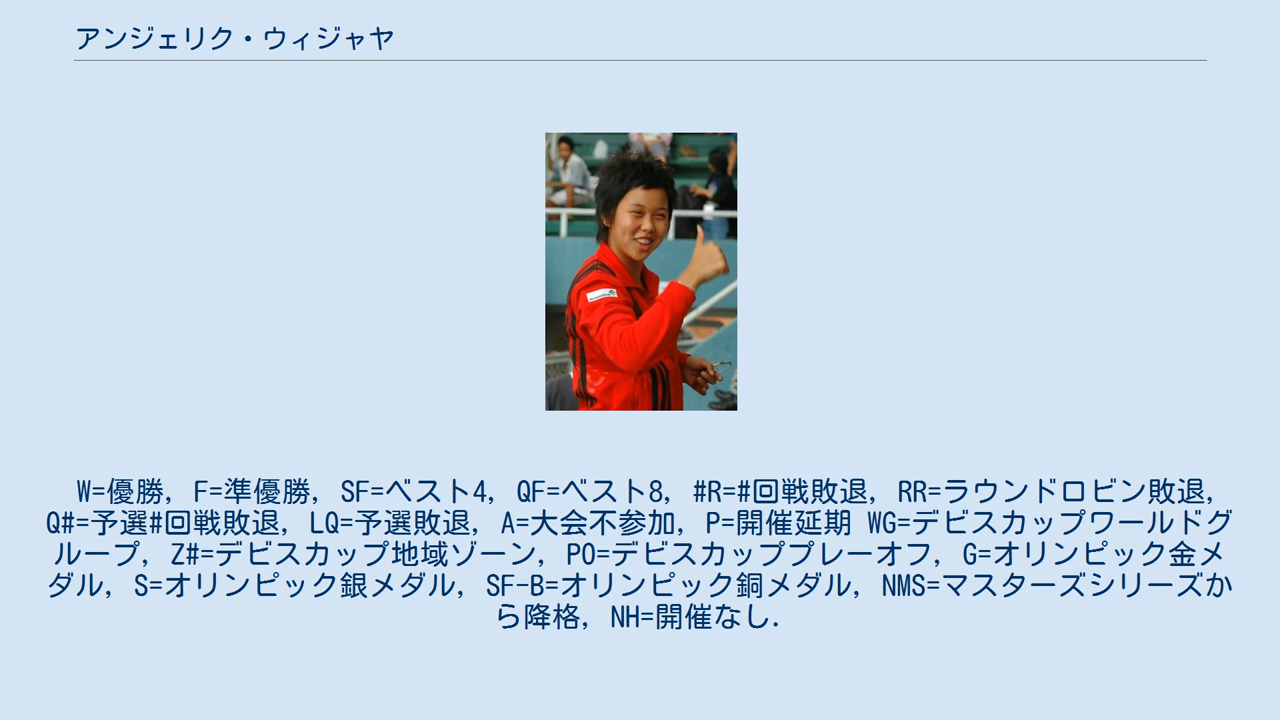 アンジェリク・ウィジャヤ
W=優勝, F=準優勝, SF=ベスト4, QF=ベスト8, #R=#回戦敗退, RR=ラウンドロビン敗退,
Q#=予選#回戦敗退, LQ=予選敗退, A=大会不参加, P=開催延期 WG=デビスカップワールドグ
ループ, Z#=デビスカップ地域ゾーン, PO=デビスカッププレーオフ, G=オリンピック金メ
ダル, S=オリンピック銀メダル, SF-B=オリンピック銅メダル, NMS=マスターズシリーズか
ら降格, NH=開催なし.